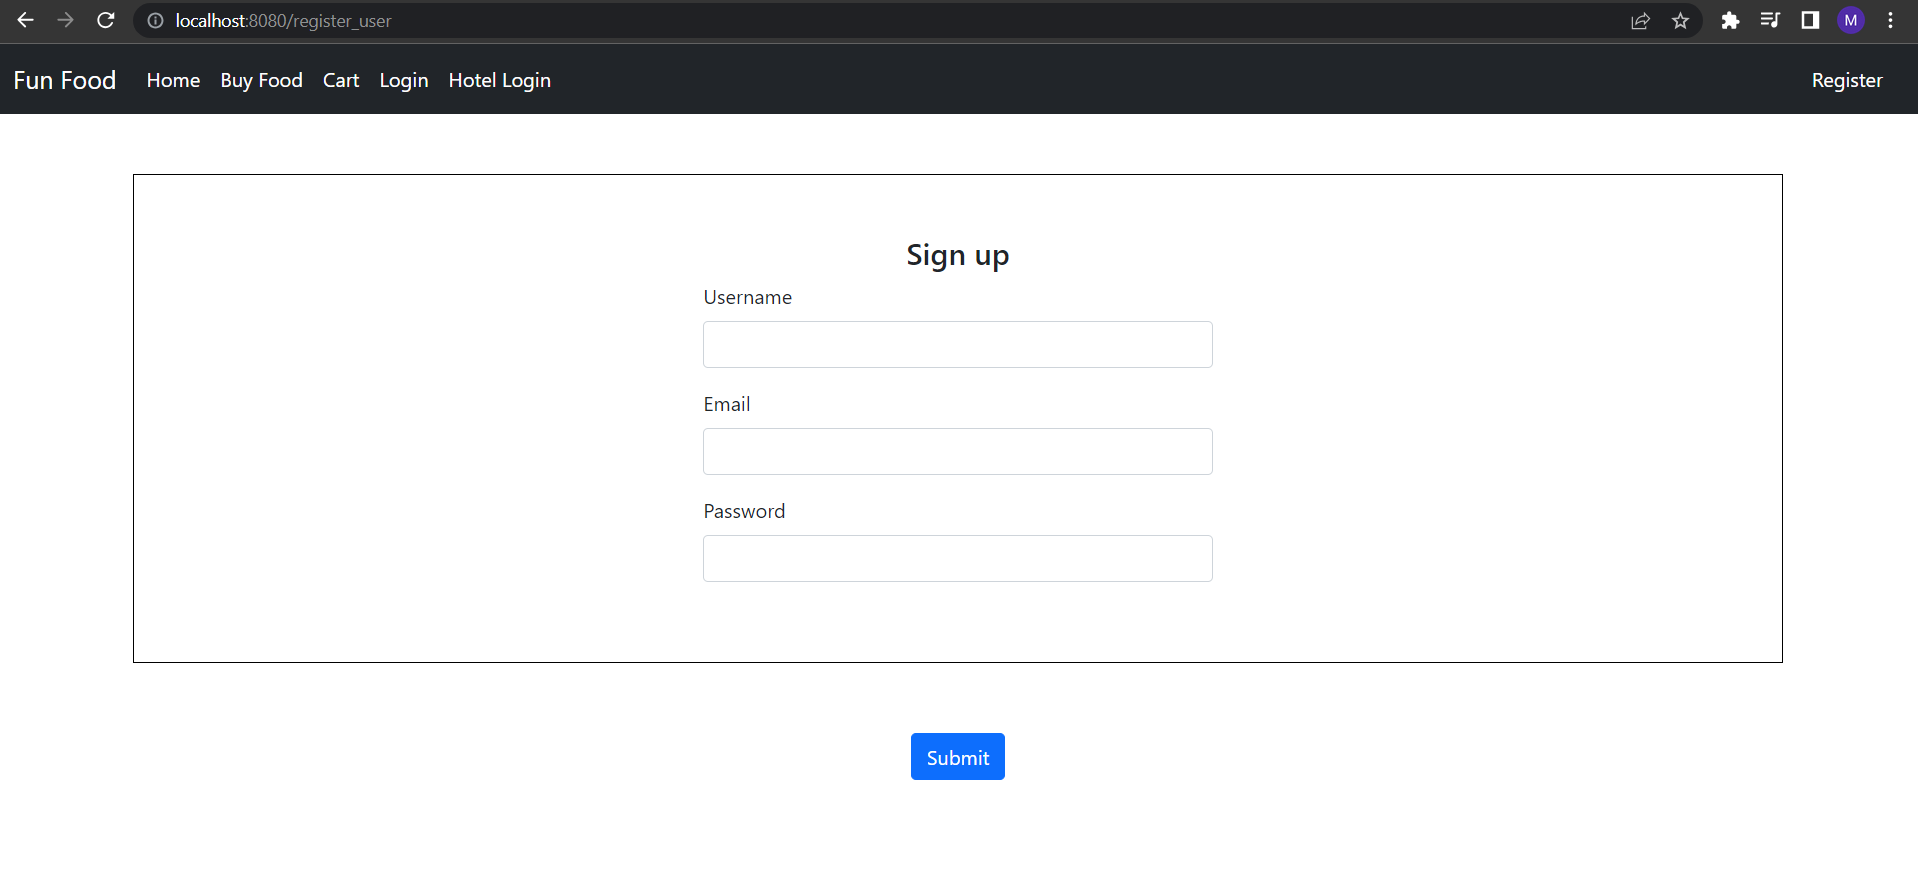 localhost:8080/register_user
M
Fun Food Home Buy Food Cart Login Hotel Login Register
Sign up
Username
Email
Password
Submit